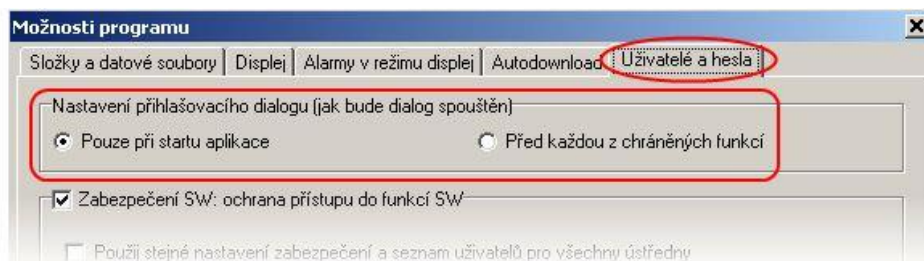 Možnosti programu
Složky a datové soubory Displej Alarmy v režimu displej Autodownload Uživatelé a hesla
Nastavení přihlašovacího dialogu (jak bude dialog spouštěn)
Pouze při startu aplikace Před každou z chráněných funkcí
Zabezpečení SW: ochrana přístupu do funkcí SW
Použij stejné nastavení zabezpečení a seznam uživatelů pro všechny ústředny